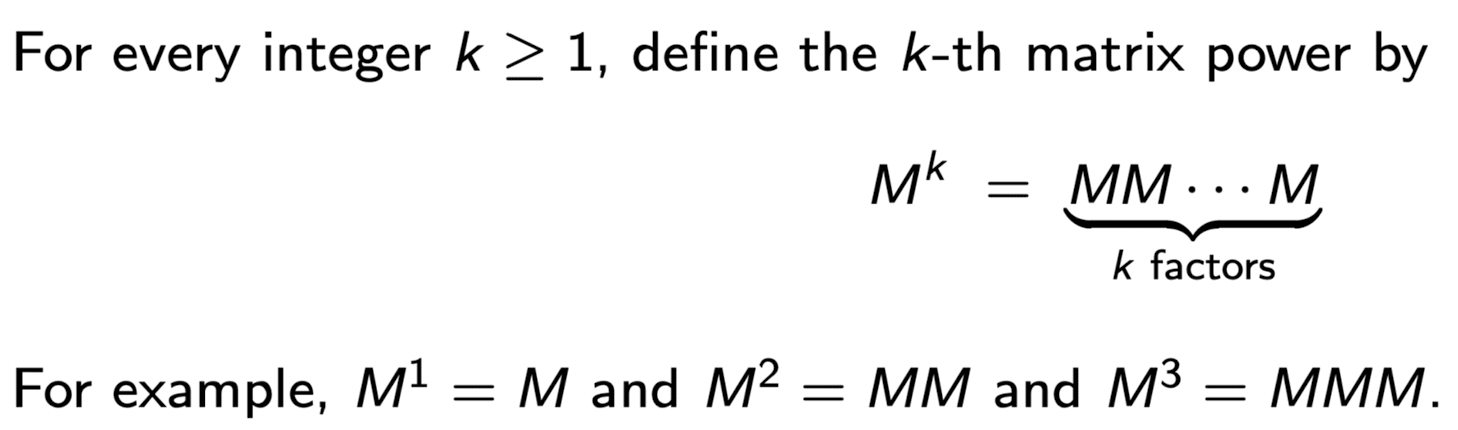 For every integer k ≥ 1, define the k-th matrix power by
M^k = MM · · · M
k factors
For example, M^1 = M and M^2 = MM and M^3 = MMM.